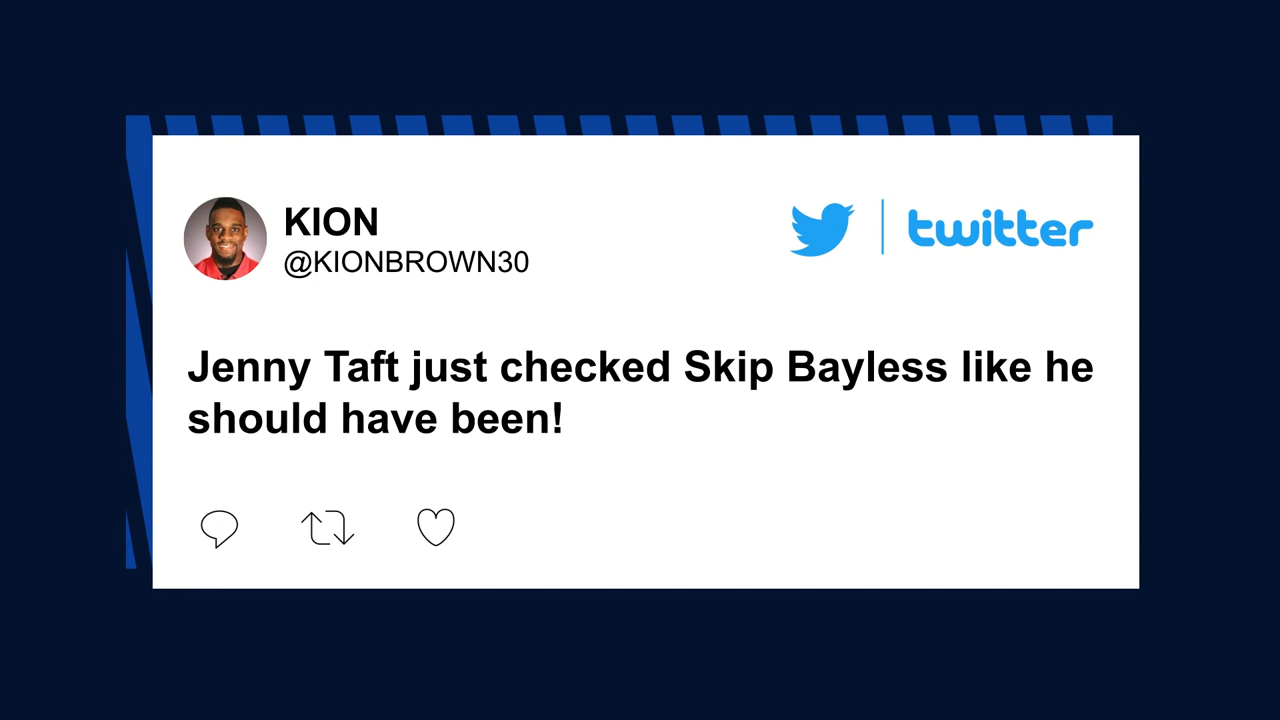 KION
@KIONBROWN30
twitter
Jenny Taft just checked Skip Bayless like he
should have been!